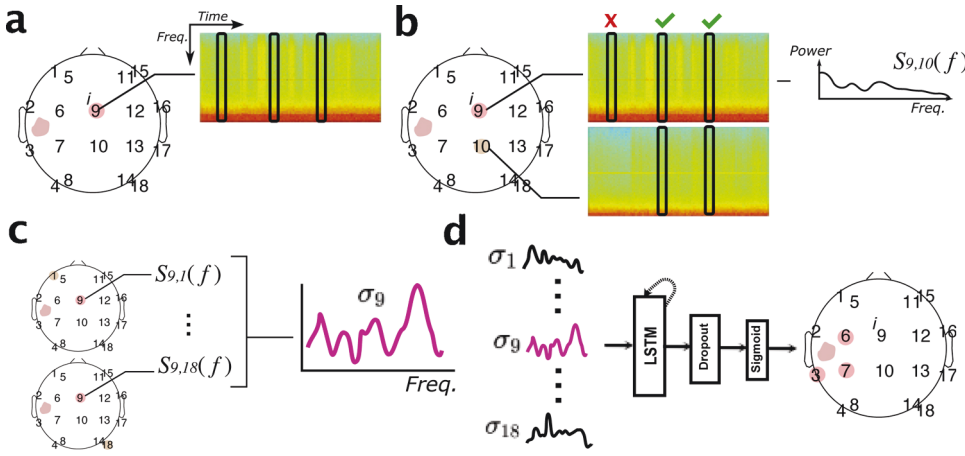 a
Time
Freq.
1 5 11 15
2 6 i 9 12 16
3 7 10 13 17
4 8 14 18
b
X ✓ ✓
1 5 11 15
2 6 i 9 12 16
3 7 10 13 17
4 8 14 18
Power
S9,10(f)
Freq.
c
1 5 11 15
2 6 9 12 16
3 7 10 13 17
4 8 14 18
S9,1(f)
1 5 11 15
2 6 9 12 16
3 7 10 13 17
4 8 14 18
S9,18(f)
σ9
Freq.
d
σ1
σ9
σ18
LSTM
Dropout
Sigmoid
1 5 11 15
2 6 i 9 12 16
3 7 10 13 17
4 8 14 18